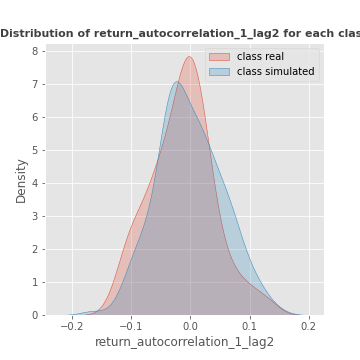 Distribution of return_autocorrelation_1_lag2 for each clas
class real
class simulated
8
7
6
5
4
3
2
1
0
Density
−0.2 −0.1 0.0 0.1 0.2
return_autocorrelation_1_lag2